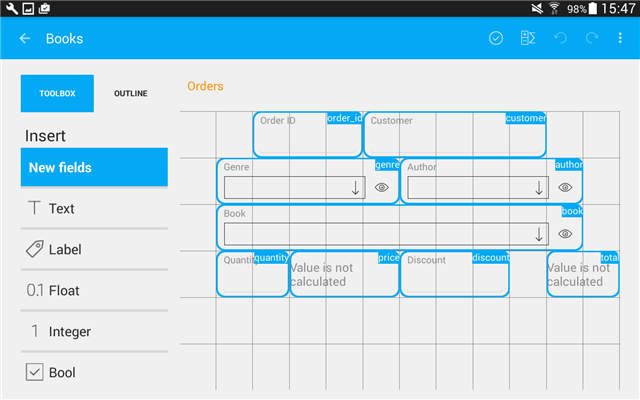 98% 15:47
Books
TOOLBOX OUTLINE
Orders
Insert
New fields
Text
Label
0.1 Float
1 Integer
Bool
Order ID order_id Customer customer
Genre genre Author author
Book book
Quantity quantity price Discount discount total
Value is not calculated
Value is not calculated